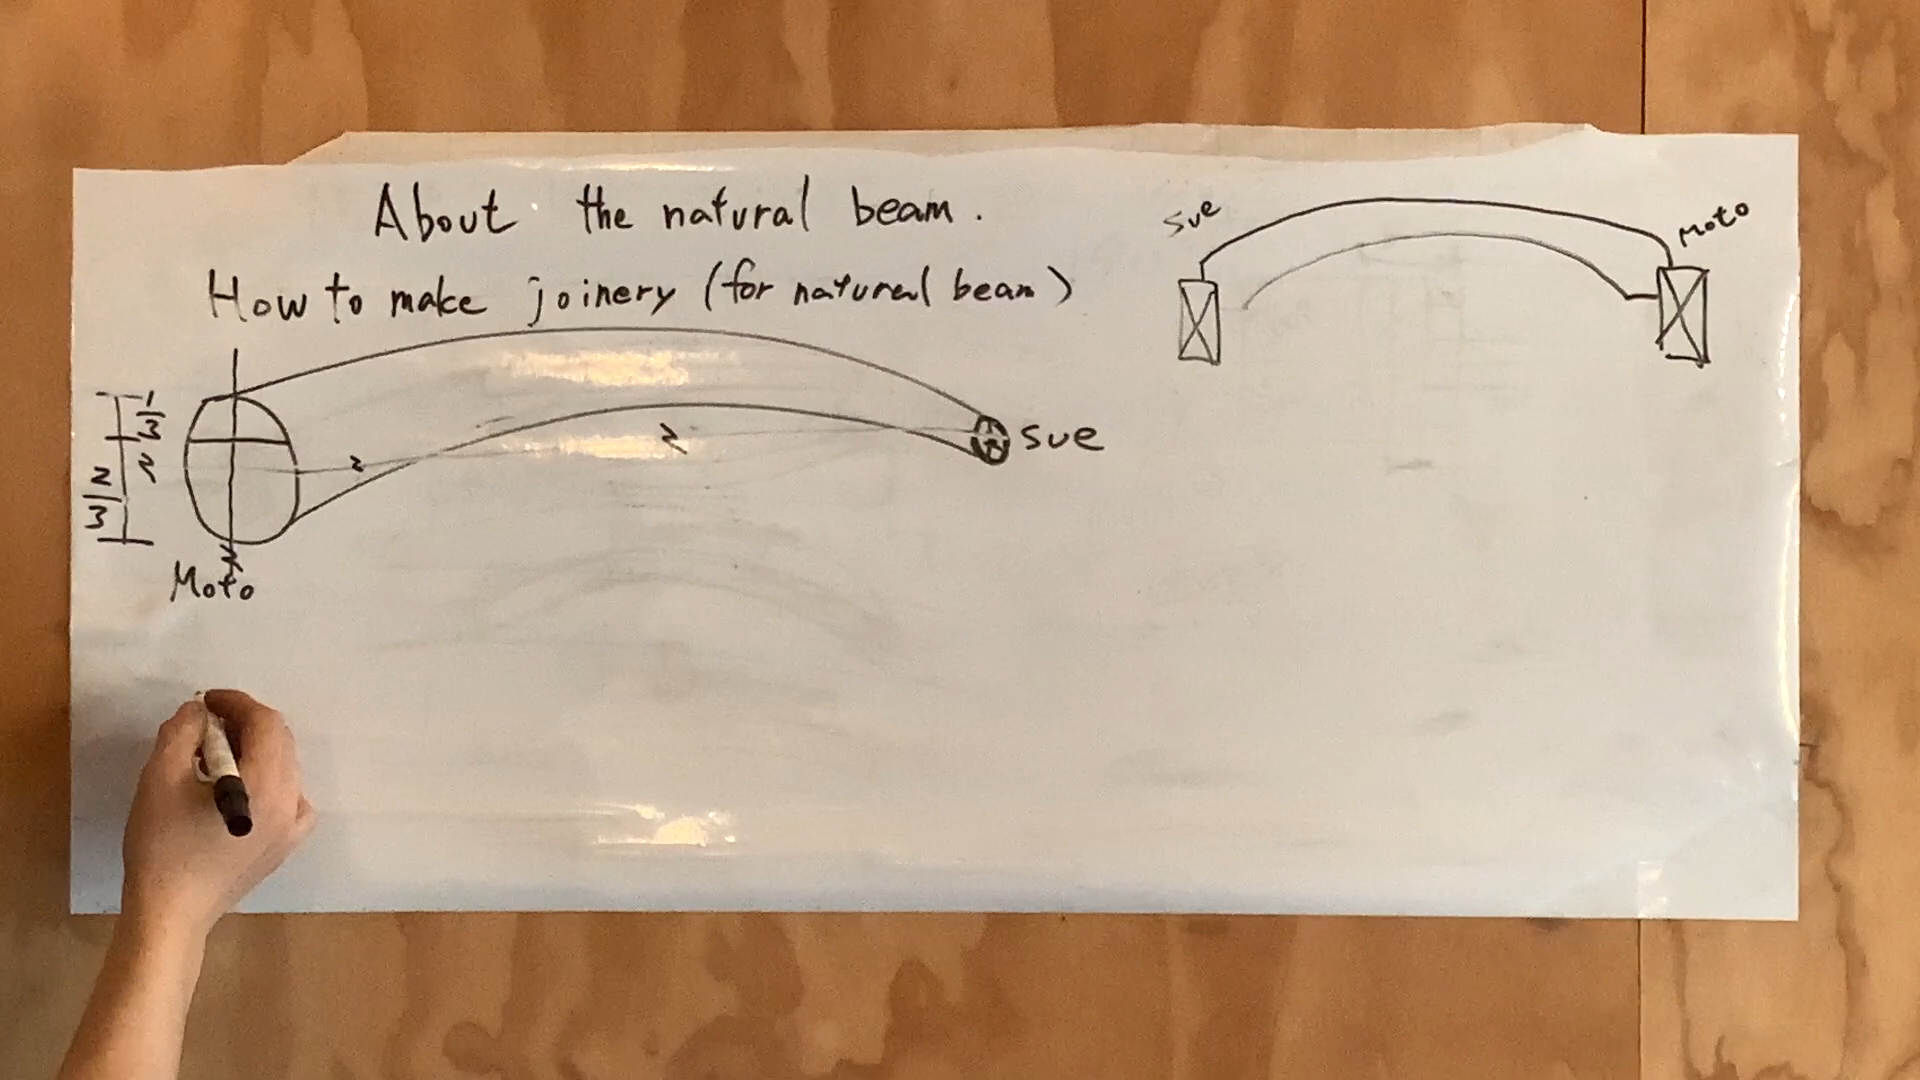 About the natural beam.
How to make joinery (for natural beam)
Sue
Moto
1/3
2/3
Sue
Moto